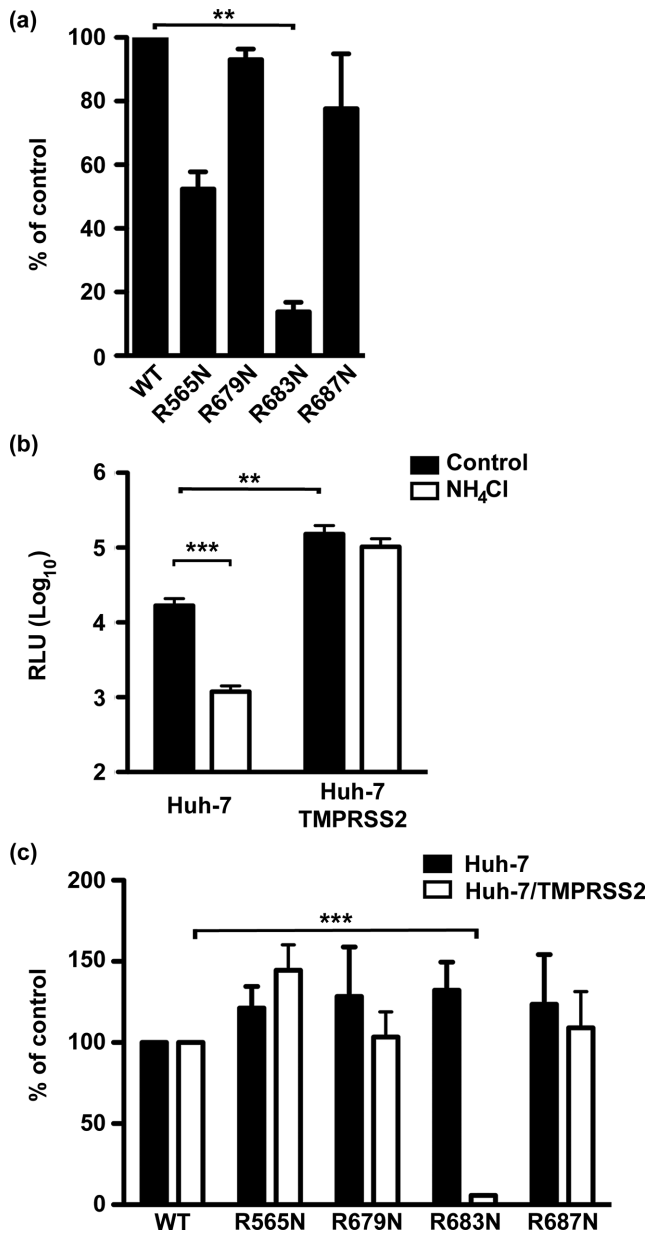 (a)
**
100
80
60
40
20
0
% of control
WT
R565N
R679N
R683N
R687N
(b)
Control
NH4Cl
**
***
6
5
4
3
2
RLU (Log10)
Huh-7
Huh-7
TMPRSS2
(c)
Huh-7
Huh-7/TMPRSS2
***
200
150
100
50
0
% of control
WT
R565N
R679N
R683N
R687N